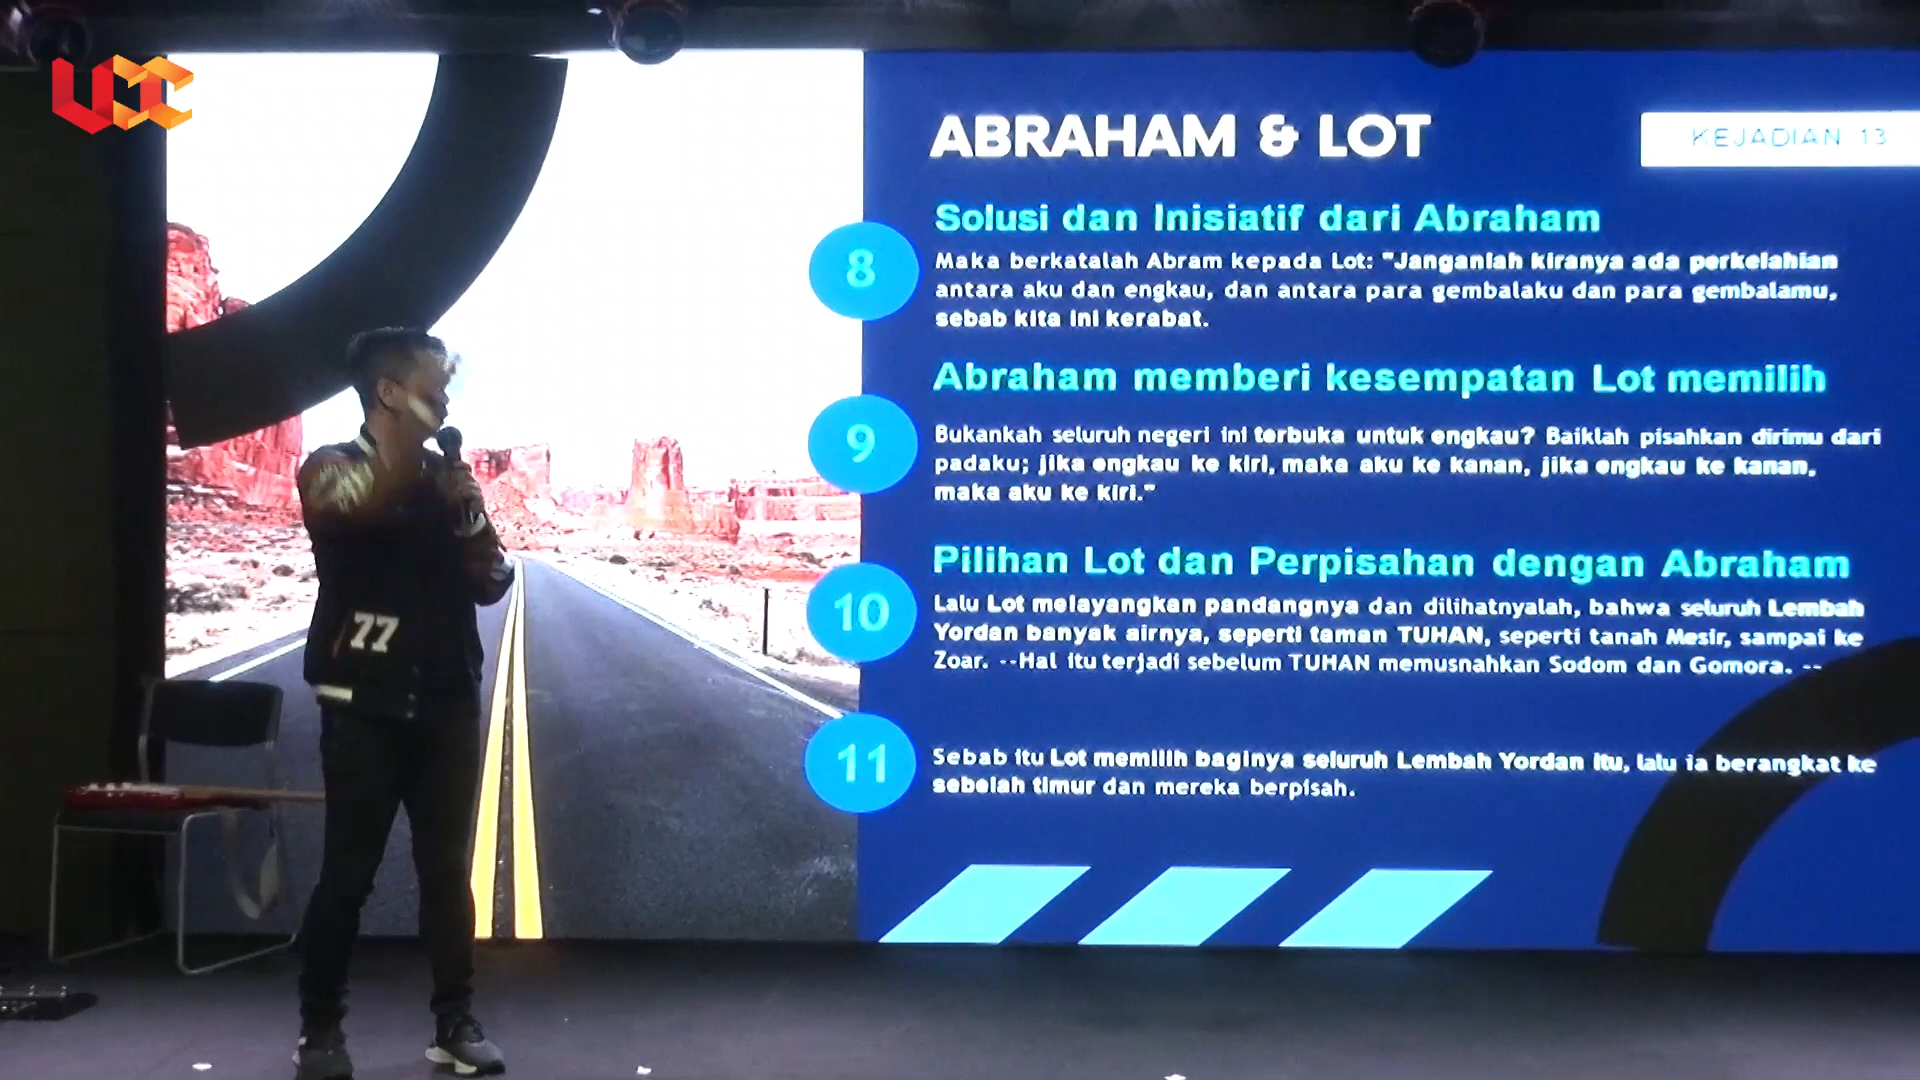 UCC
ABRAHAM & LOT
KEJADIAN 13
Solusi dan Inisiatif dari Abraham
8
Maka berkatalah Abram kepada Lot: "Janganlah kiranya ada perkelahian
antara aku dan engkau, dan antara para gembalaku dan para gembalamu,
sebab kita ini kerabat.
Abraham memberi kesempatan Lot memilih
9
Bukankah seluruh negeri ini terbuka untuk engkau? Baiklah pisahkan dirimu dari
padaku; jika engkau ke kiri, maka aku ke kanan, jika engkau ke kanan,
maka aku ke kiri."
Pilihan Lot dan Perpisahan dengan Abraham
10
Lalu Lot melayangkan pandangnya dan dilihatnyalah, bahwa seluruh Lembah
Yordan banyak airnya, seperti taman TUHAN, seperti tanah Mesir, sampai ke
Zoar. --Hal itu terjadi sebelum TUHAN memusnahkan Sodom dan Gomora. --
11
Sebab itu Lot memilih baginya seluruh Lembah Yordan itu, lalu ia berangkat ke
sebelah timur dan mereka berpisah.
77